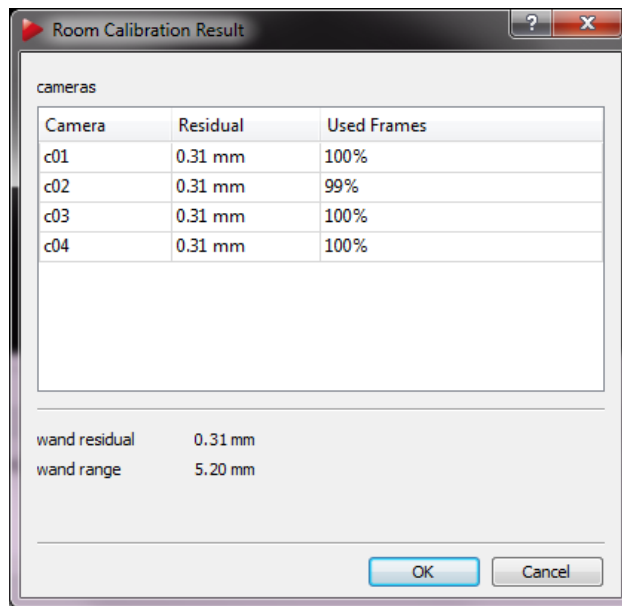 Room Calibration Result
cameras
Camera Residual Used Frames
c01 0.31 mm 100%
c02 0.31 mm 99%
c03 0.31 mm 100%
c04 0.31 mm 100%
wand residual 0.31 mm
wand range 5.20 mm
OK Cancel